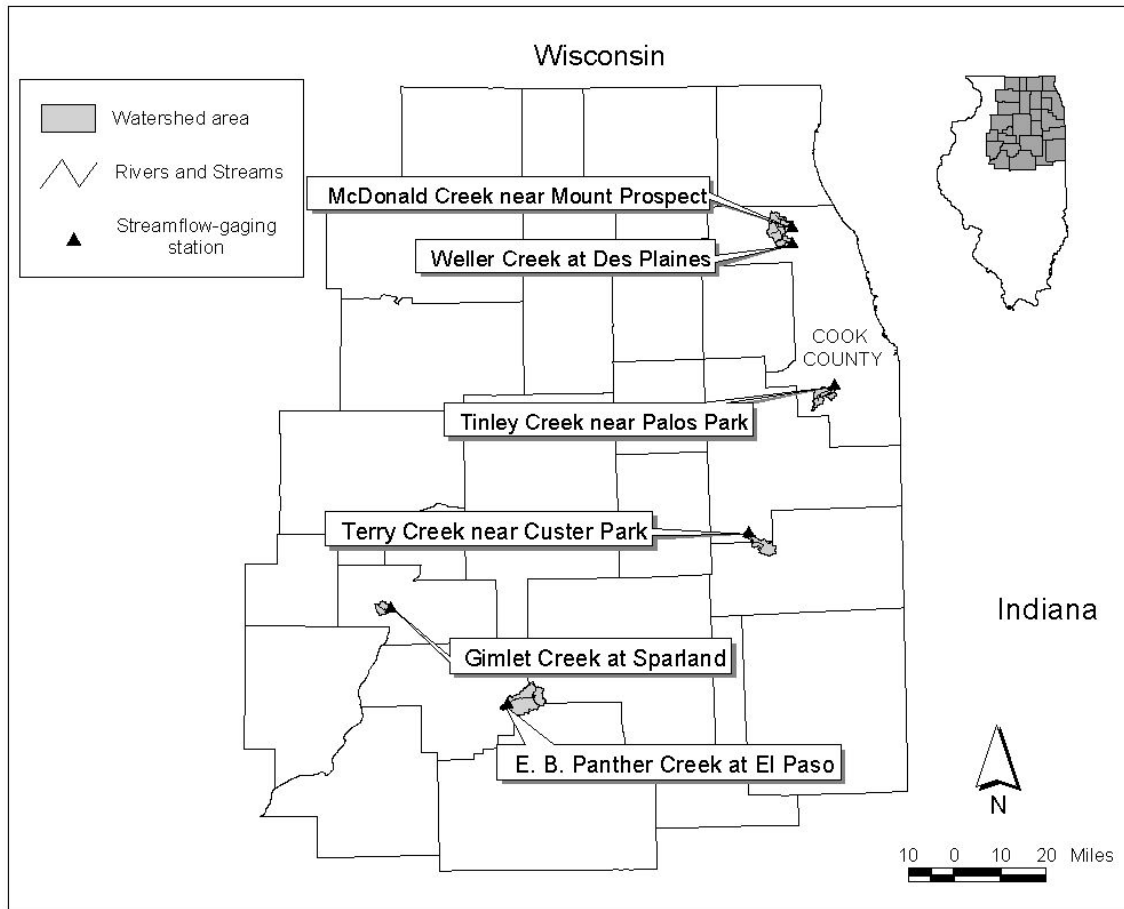 Wisconsin
Watershed area
Rivers and Streams
Streamflow-gaging
station
McDonald Creek near Mount Prospect
Weller Creek at Des Plaines
COOK
COUNTY
Tinley Creek near Palos Park
Terry Creek near Custer Park
Indiana
Gimlet Creek at Sparland
E. B. Panther Creek at El Paso
N
10 0 10 20 Miles